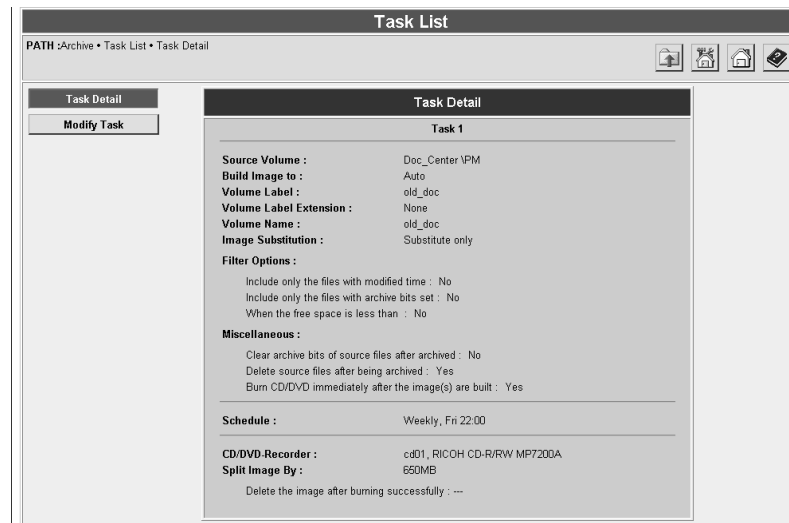 Task List
PATH :Archive • Task List • Task Detail
Task Detail
Modify Task
Task Detail
Task 1
Source Volume : Doc_Center \PM
Build Image to : Auto
Volume Label : old_doc
Volume Label Extension : None
Volume Name : old_doc
Image Substitution : Substitute only
Filter Options :
Include only the files with modified time : No
Include only the files with archive bits set : No
When the free space is less than : No
Miscellaneous :
Clear archive bits of source files after archived : No
Delete source files after being archived : Yes
Burn CD/DVD immediately after the image(s) are built : Yes
Schedule : Weekly, Fri 22:00
CD/DVD-Recorder : cd01, RICOH CD-R/RW MP7200A
Split Image By : 650MB
Delete the image after burning successfully : ---